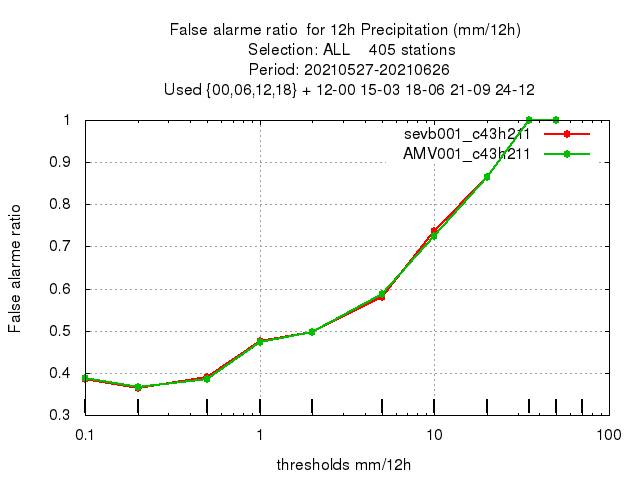 False alarme ratio  for 12h Precipitation (mm/12h)
Selection: ALL    405 stations
Period: 20210527-20210626
Used {00,06,12,18} + 12-00 15-03 18-06 21-09 24-12
sevb001_c43h211
AMV001_c43h211
False alarme ratio
1
0.9
0.8
0.7
0.6
0.5
0.4
0.3
0.1 1 10 100
thresholds mm/12h